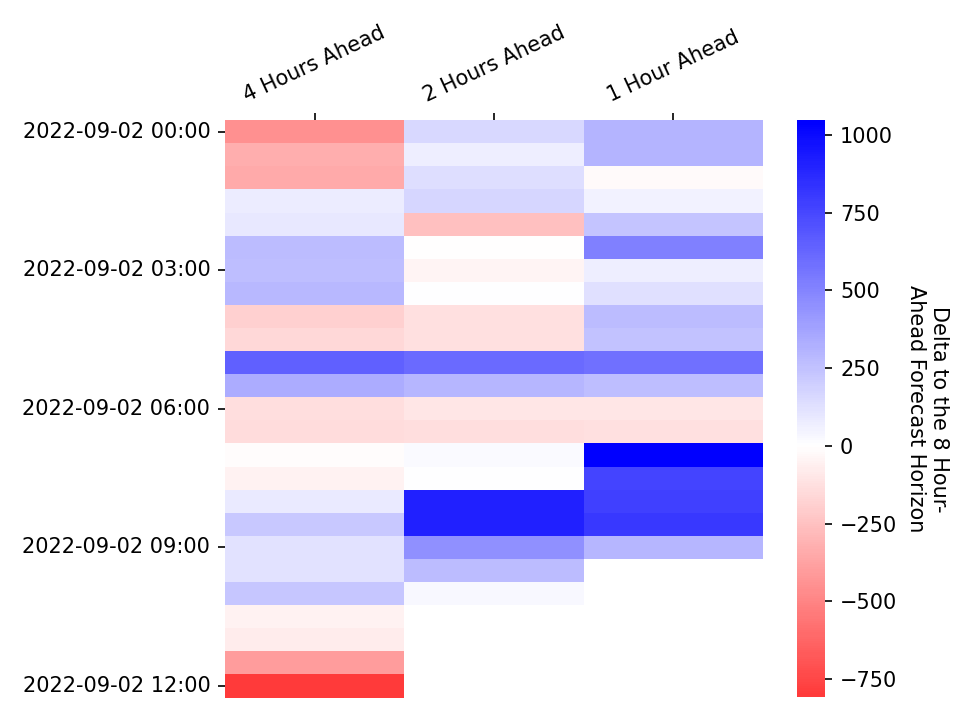 4 Hours Ahead
2 Hours Ahead
1 Hour Ahead
2022-09-02 00:00
2022-09-02 03:00
2022-09-02 06:00
2022-09-02 09:00
2022-09-02 12:00
1000
750
500
250
0
−250
−500
−750
Delta to the 8 Hour-
Ahead Forecast Horizon